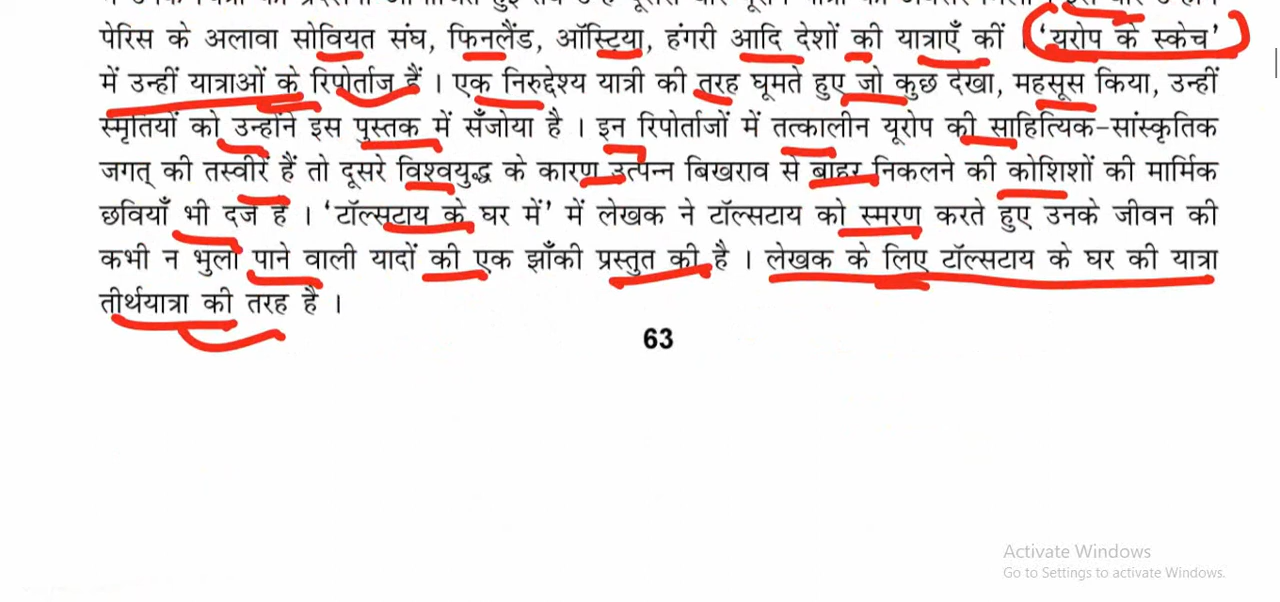 पेरिस के अलावा सोवियत संघ, फिनलैंड, ऑस्ट्रिया, हंगरी आदि देशों की यात्राएँ कीं । ‘यूरोप के स्केच’
में उन्हीं यात्राओं के रिपोर्ताज हैं । एक निरुद्देश्य यात्री की तरह घूमते हुए जो कुछ देखा, महसूस किया, उन्हीं
स्मृतियों को उन्होंने इस पुस्तक में सँजोया है । इन रिपोर्ताजों में तत्कालीन यूरोप की साहित्यिक-सांस्कृतिक
जगत् की तस्वीरें हैं तो दूसरे विश्वयुद्ध के कारण उत्पन्न बिखराव से बाहर निकलने की कोशिशों की मार्मिक
छवियाँ भी दर्ज हैं । ‘टॉल्सटाय के घर में’ में लेखक ने टॉल्सटाय को स्मरण करते हुए उनके जीवन की
कभी न भुला पाने वाली यादों की एक झाँकी प्रस्तुत की है । लेखक के लिए टॉल्सटाय के घर की यात्रा
तीर्थयात्रा की तरह है ।
63
Activate Windows
Go to Settings to activate Windows.